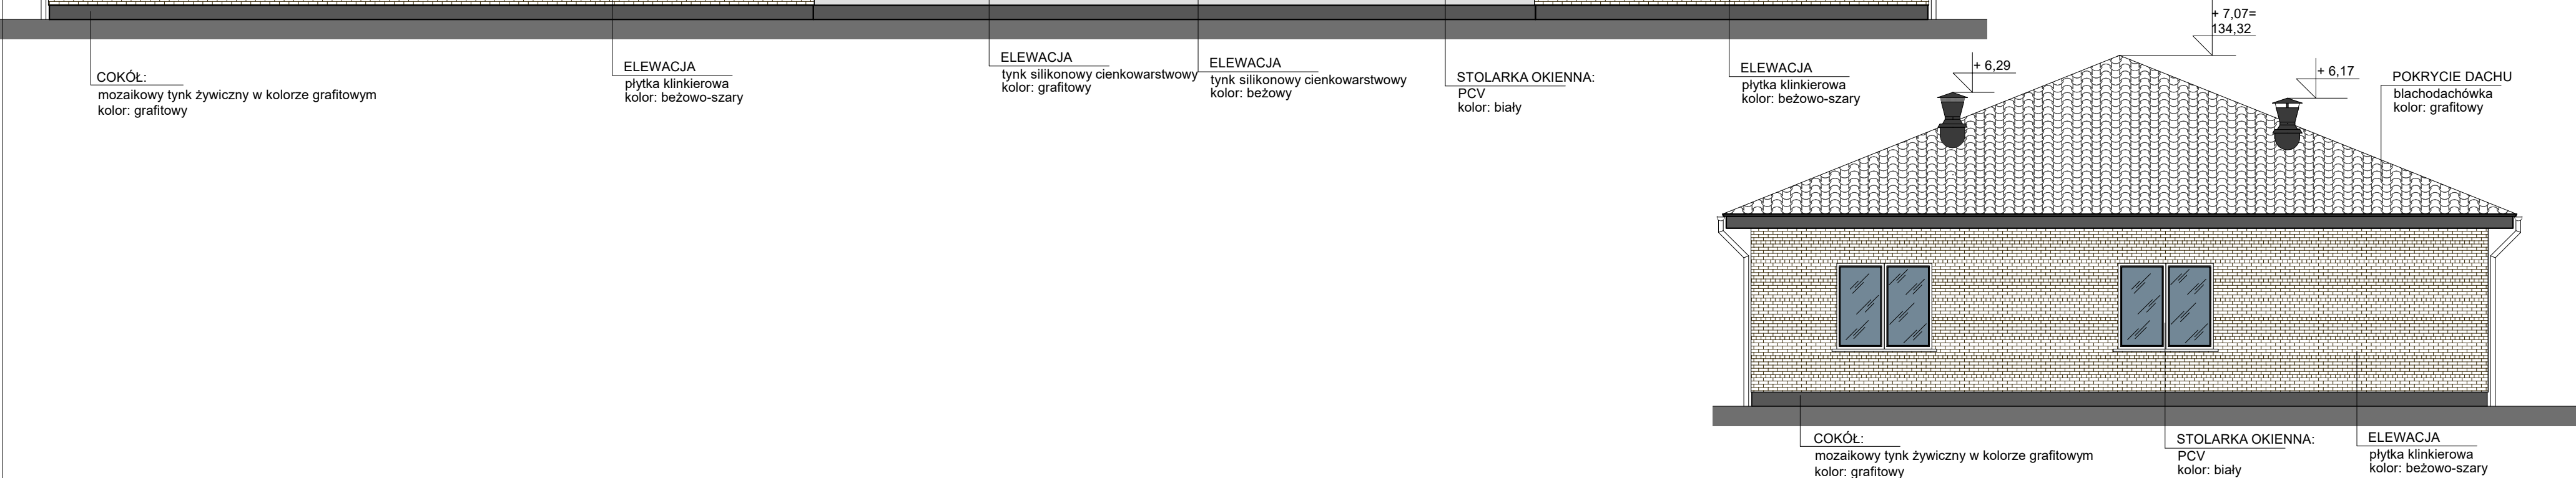 COKÓŁ:
mozaikowy tynk żywiczny w kolorze grafitowym
kolor: grafitowy
ELEWACJA
płytka klinkierowa
kolor: beżowo-szary
ELEWACJA
tynk silikonowy cienkowarstwowy
kolor: grafitowy
ELEWACJA
tynk silikonowy cienkowarstwowy
kolor: beżowy
STOLARKA OKIENNA:
PCV
kolor: biały
ELEWACJA
płytka klinkierowa
kolor: beżowo-szary
+ 6,29
+ 7,07=
134,32
+ 6,17
POKRYCIE DACHU
blachodachówka
kolor: grafitowy
COKÓŁ:
mozaikowy tynk żywiczny w kolorze grafitowym
kolor: grafitowy
STOLARKA OKIENNA:
PCV
kolor: biały
ELEWACJA
płytka klinkierowa
kolor: beżowo-szary